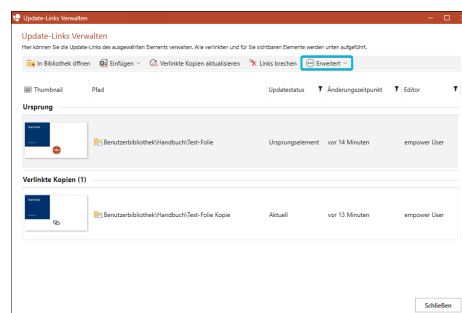 Update-Links Verwalten
Update-Links Verwalten
Hier können Sie die Update-Links des ausgewählten Elements verwalten. Alle verlinkten und für Sie sichtbaren Elemente werden unten aufgeführt.
In Bibliothek öffnen Einfügen Verlinkte Kopien aktualisieren Links brechen Erweitert
Thumbnail Pfad Updatestatus Änderungszeitpunkt Editor
Ursprung
Test-Folie
Benutzerbibliothek\Handbuch\Test-Folie Ursprungselement vor 14 Minuten empower User
Verlinkte Kopien (1)
Test-Folie
Benutzerbibliothek\Handbuch\Test-Folie Kopie Aktuell vor 13 Minuten empower User
Schließen